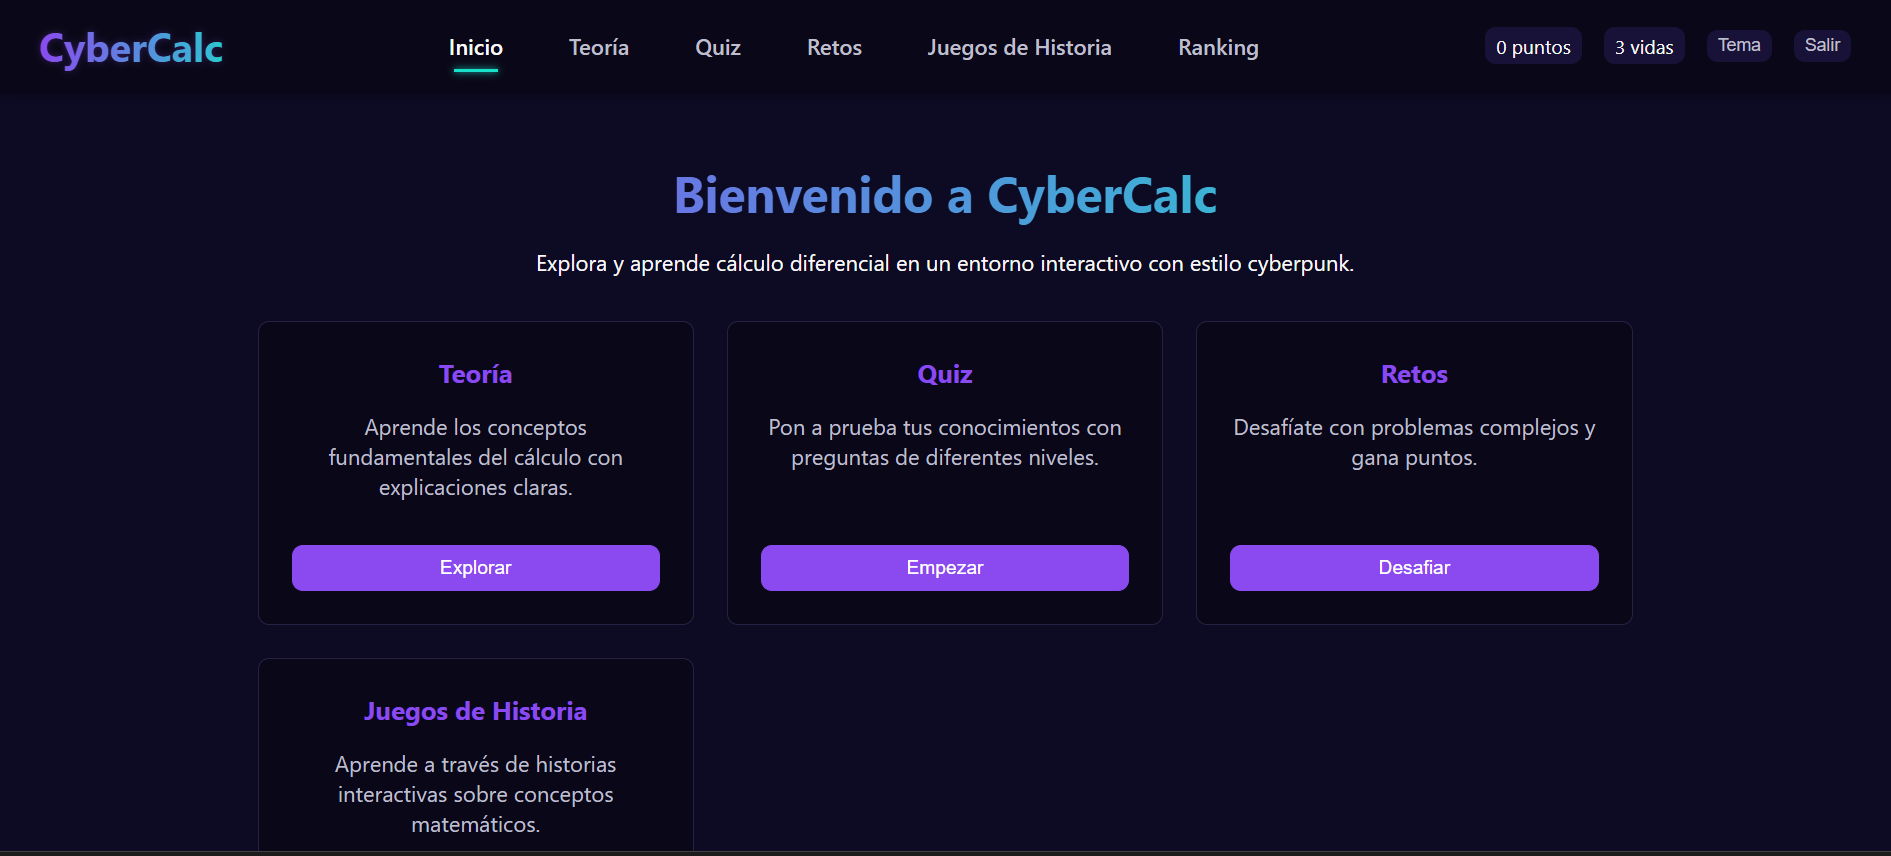 CyberCalc
Inicio
Teoría
Quiz
Retos
Juegos de Historia
Ranking
0 puntos
3 vidas
Tema
Salir
Bienvenido a CyberCalc
Explora y aprende cálculo diferencial en un entorno interactivo con estilo cyberpunk.
Teoría
Aprende los conceptos
fundamentales del cálculo con
explicaciones claras.
Explorar
Quiz
Pon a prueba tus conocimientos con
preguntas de diferentes niveles.
Empezar
Retos
Desafíate con problemas complejos y
gana puntos.
Desafiar
Juegos de Historia
Aprende a través de historias
interactivas sobre conceptos
matemáticos.